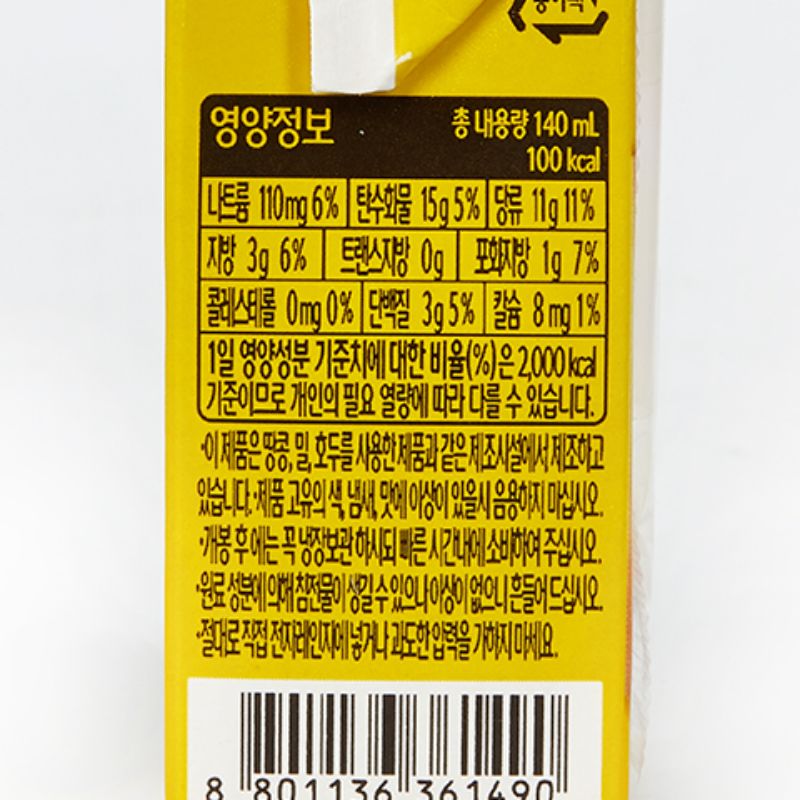 종이팩
영양정보
총 내용량 140 mL
100 kcal
나트륨 110mg 6% 탄수화물 15g 5% 당류 11g 11%
지방 3g 6% 트랜스지방 0g 포화지방 1g 7%
콜레스테롤 0mg 0% 단백질 3g 5% 칼슘 8mg 1%
1일 영양성분 기준치에 대한 비율(%)은 2,000 kcal
기준이므로 개인의 필요 열량에 따라 다를 수 있습니다.
·이 제품은 땅콩, 밀, 호두를 사용한 제품과 같은 제조시설에서 제조하고
있습니다. ·제품 고유의 색, 냄새, 맛에 이상이 있을시 음용하지 마십시오.
·개봉 후에는 꼭 냉장보관 하시되 빠른 시간내에 소비하여 주십시오.
·원료 성분에 의해 침전물이 생길 수 있으나 이상이 없으니 흔들어 드십시오.
·절대로 직접 전자레인지에 넣거나 과도한 압력을 가하지 마세요.
8 801136 361490